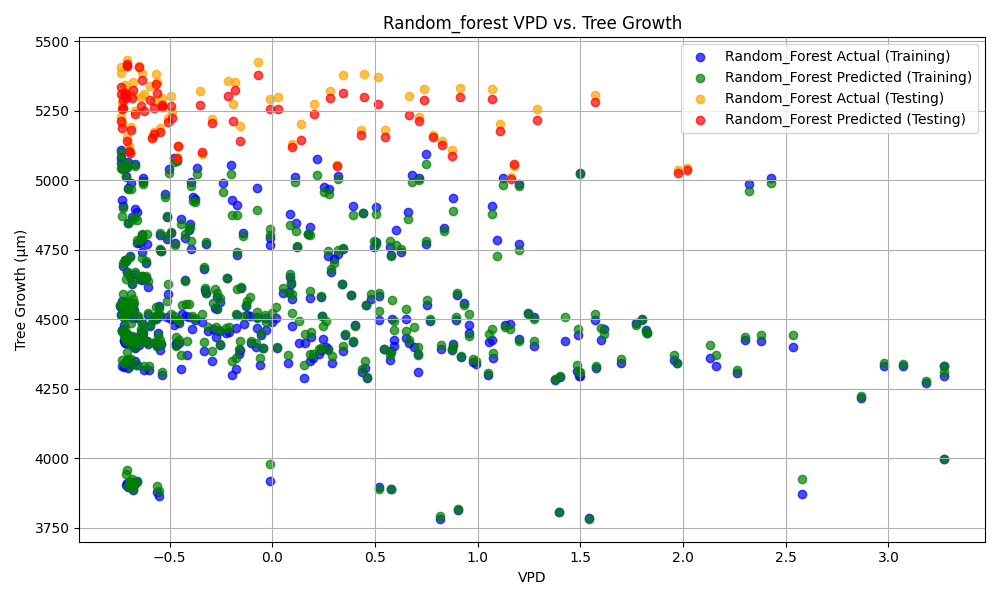 Random_forest VPD vs. Tree Growth
Tree Growth (μm)
5500
5250
5000
4750
4500
4250
4000
3750
Random_Forest Actual (Training)
Random_Forest Predicted (Training)
Random_Forest Actual (Testing)
Random_Forest Predicted (Testing)
−0.5
0.0
0.5
1.0
1.5
2.0
2.5
3.0
VPD